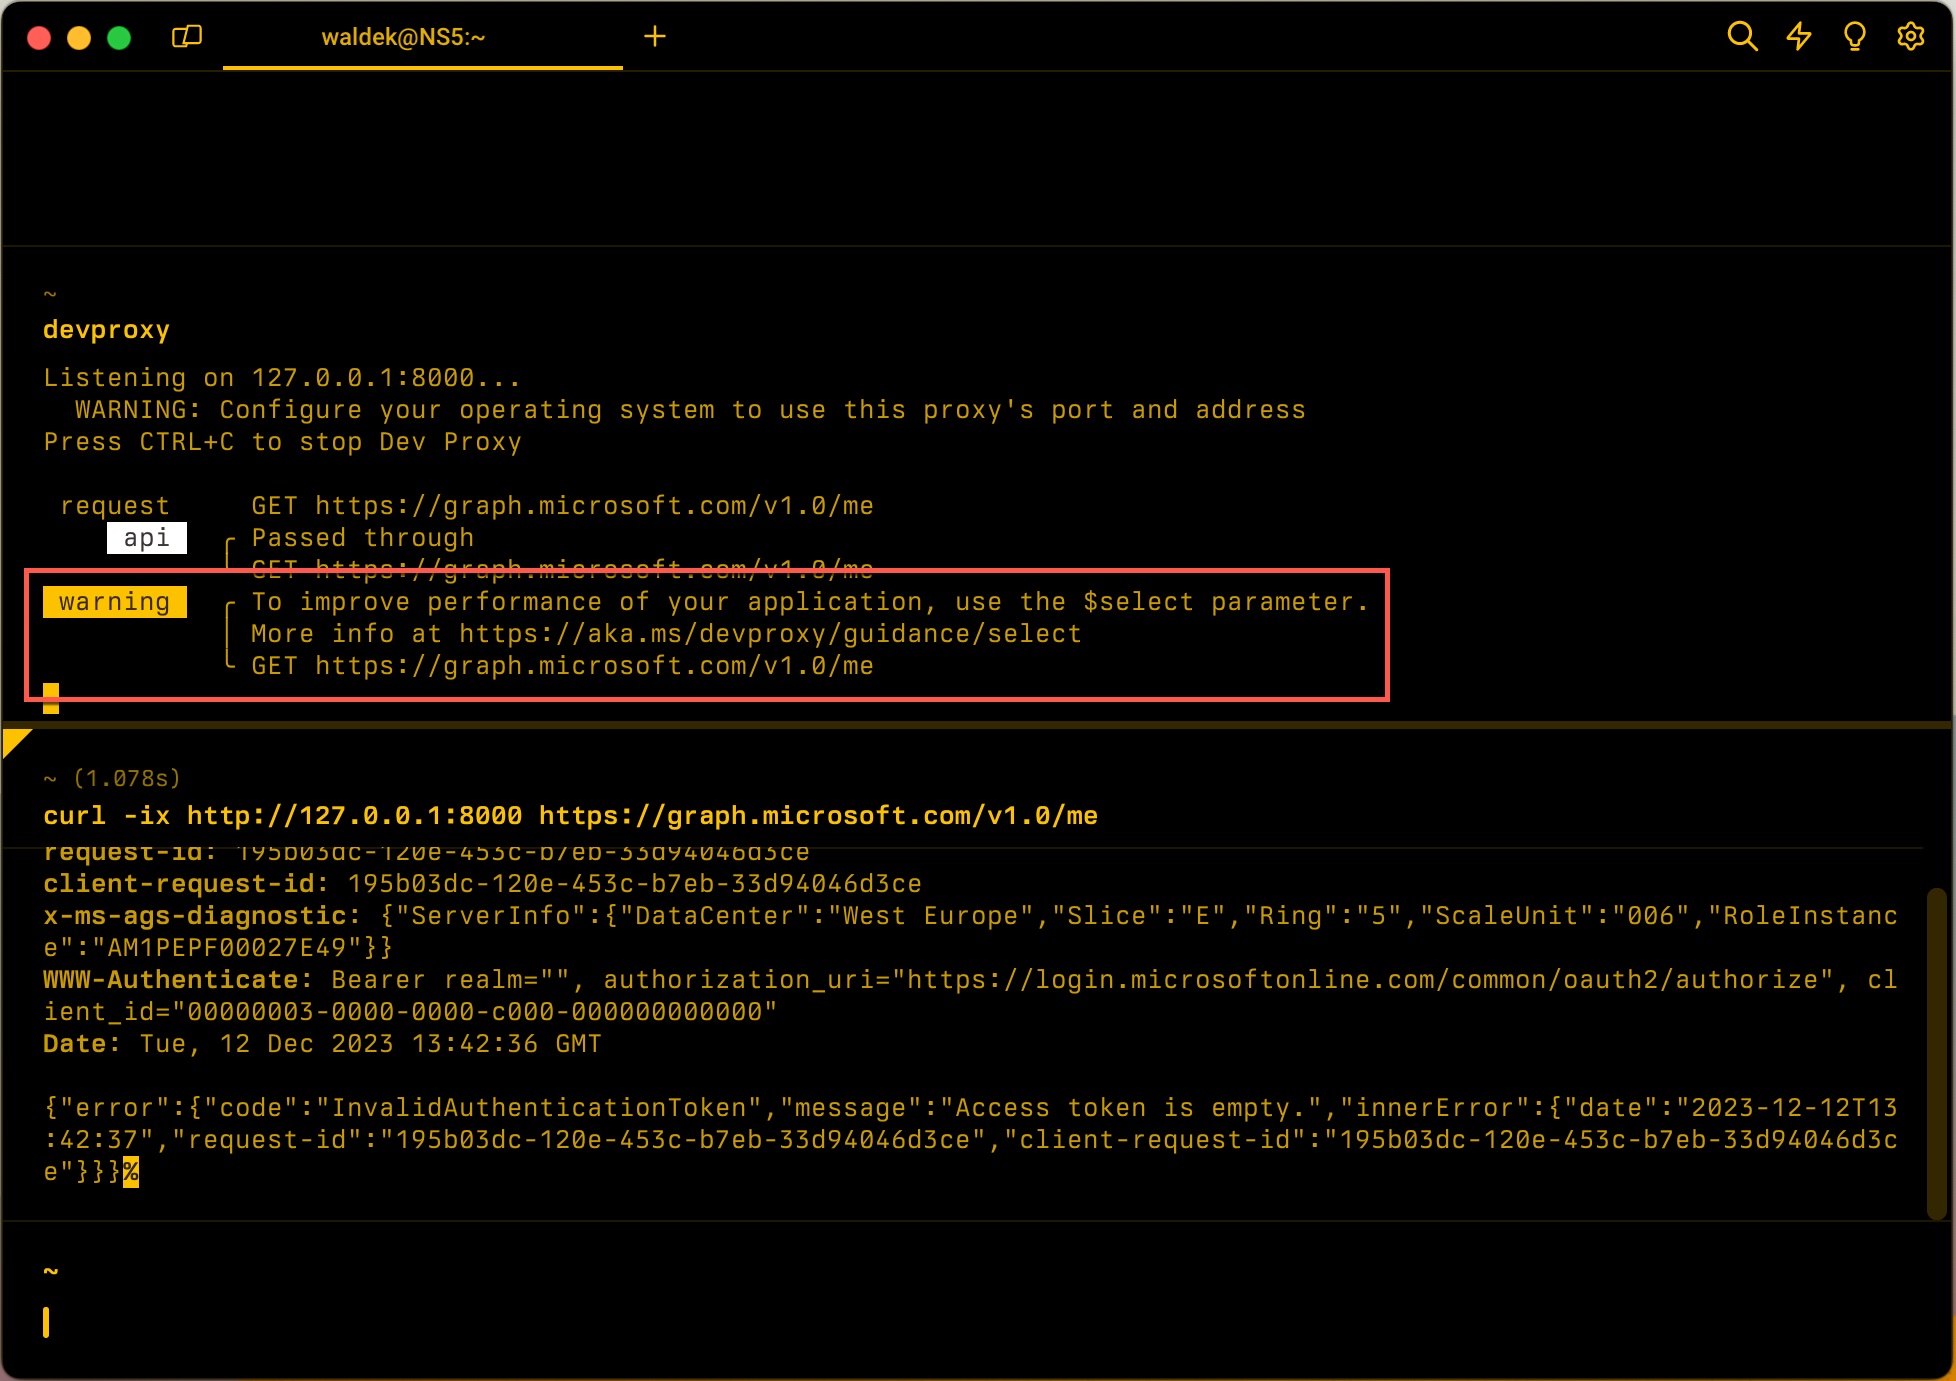 waldek@NS5:~
~
devproxy
Listening on 127.0.0.1:8000...
WARNING: Configure your operating system to use this proxy's port and address
Press CTRL+C to stop Dev Proxy
request GET https://graph.microsoft.com/v1.0/me
api Passed through
GET https://graph.microsoft.com/v1.0/me
warning To improve performance of your application, use the $select parameter.
More info at https://aka.ms/devproxy/guidance/select
GET https://graph.microsoft.com/v1.0/me
~ (1.078s)
curl -ix http://127.0.0.1:8000 https://graph.microsoft.com/v1.0/me
request-id: 195b03dc-120e-453c-b7eb-33d94046d3ce
client-request-id: 195b03dc-120e-453c-b7eb-33d94046d3ce
x-ms-ags-diagnostic: {"ServerInfo":{"DataCenter":"West Europe","Slice":"E","Ring":"5","ScaleUnit":"006","RoleInstanc
e":"AM1PEPF00027E49"}}
WWW-Authenticate: Bearer realm="", authorization_uri="https://login.microsoftonline.com/common/oauth2/authorize", cl
ient_id="00000003-0000-0000-c000-000000000000"
Date: Tue, 12 Dec 2023 13:42:36 GMT
{"error":{"code":"InvalidAuthenticationToken","message":"Access token is empty.","innerError":{"date":"2023-12-12T13
:42:37","request-id":"195b03dc-120e-453c-b7eb-33d94046d3ce","client-request-id":"195b03dc-120e-453c-b7eb-33d94046d3c
e"}}}%
~